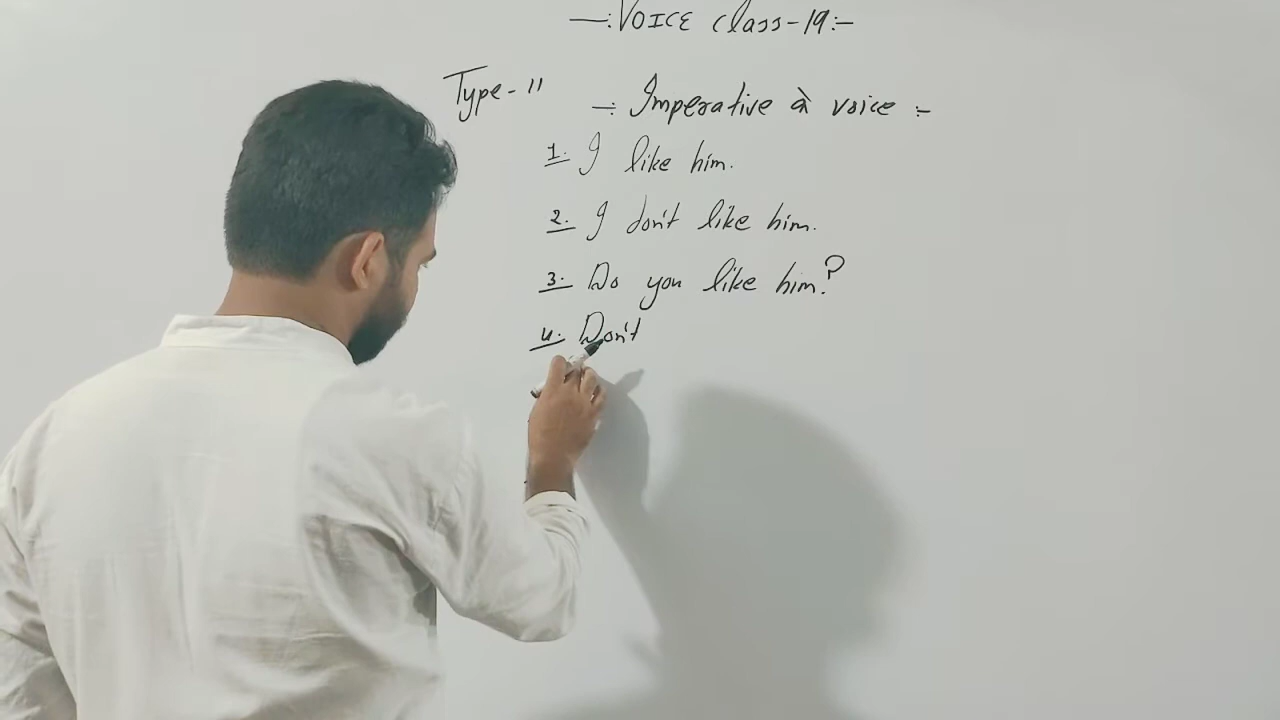 —:VOICE class-19:—
Type-11
-: Imperative à voice :-
1. I like him.
2. I don't like him.
3. Do you like him?
4. Don't